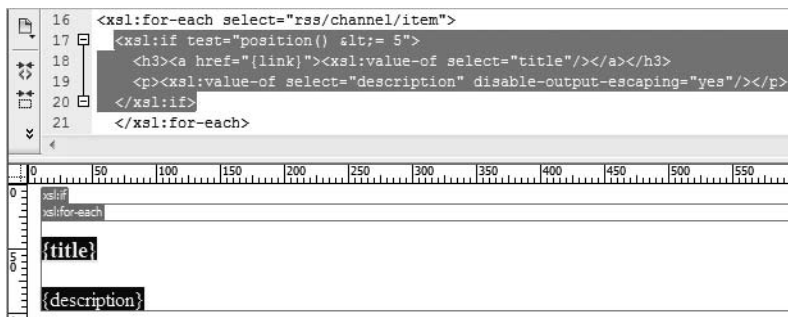 16 <xsl:for-each select="rss/channel/item">
17 <xsl:if test="position() &lt;= 5">
18 <h3><a href="{link}"><xsl:value-of select="title"/></a></h3>
19 <p><xsl:value-of select="description" disable-output-escaping="yes"/></p>
20 </xsl:if>
21 </xsl:for-each>
0 50 100 150 200 250 300 350 400 450 500 550
0
xsl:if
xsl:for-each
{title}
50
{description}